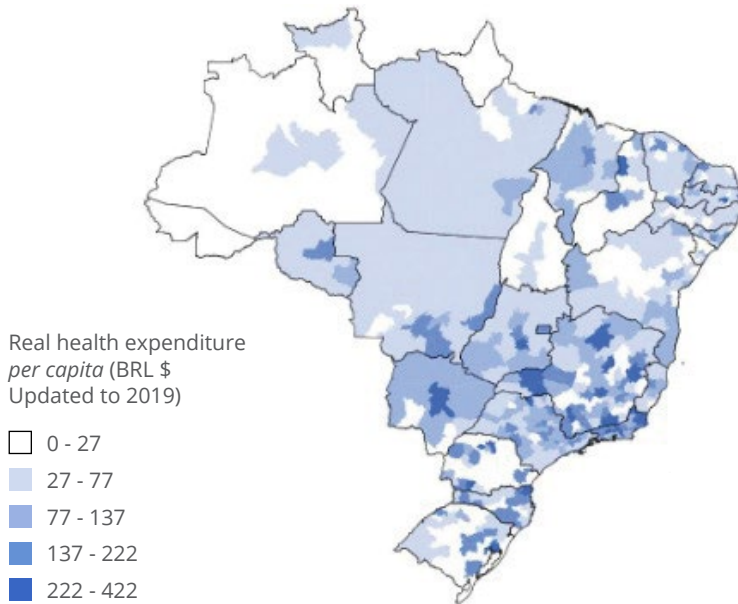 Real health expenditure
per capita (BRL $
Updated to 2019)
0 - 27
27 - 77
77 - 137
137 - 222
222 - 422